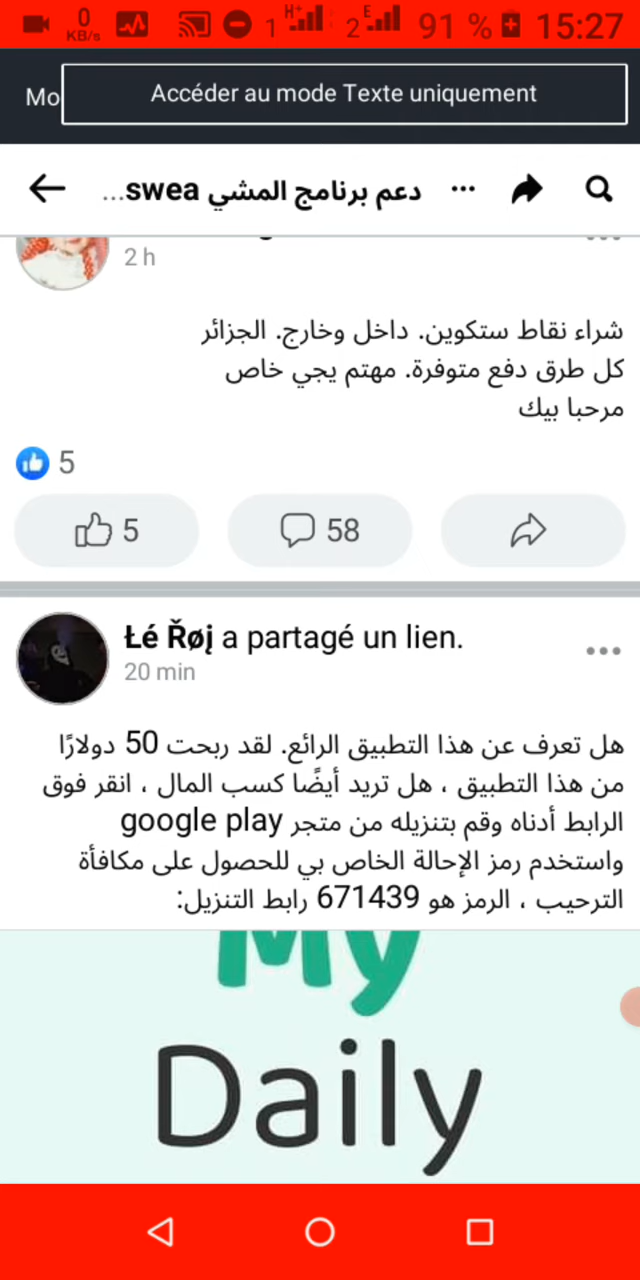 0
KB/s
1 H+
2 E
91 %
15:27
Mo
Accéder au mode Texte uniquement
دعم برنامج المشي swea...
2 h
شراء نقاط ستكوين. داخل وخارج. الجزائر
كل طرق دفع متوفرة. مهتم يجي خاص
مرحبا بيك
5
5
58
Łé Řøj a partagé un lien.
20 min
هل تعرف عن هذا التطبيق الرائع. لقد ربحت 50 دولارًا
من هذا التطبيق ، هل تريد أيضًا كسب المال ، انقر فوق
الرابط أدناه وقم بتنزيله من متجر google play
واستخدم رمز الإحالة الخاص بي للحصول على مكافأة
الترحيب ، الرمز هو 671439 رابط التنزيل:
My
Daily